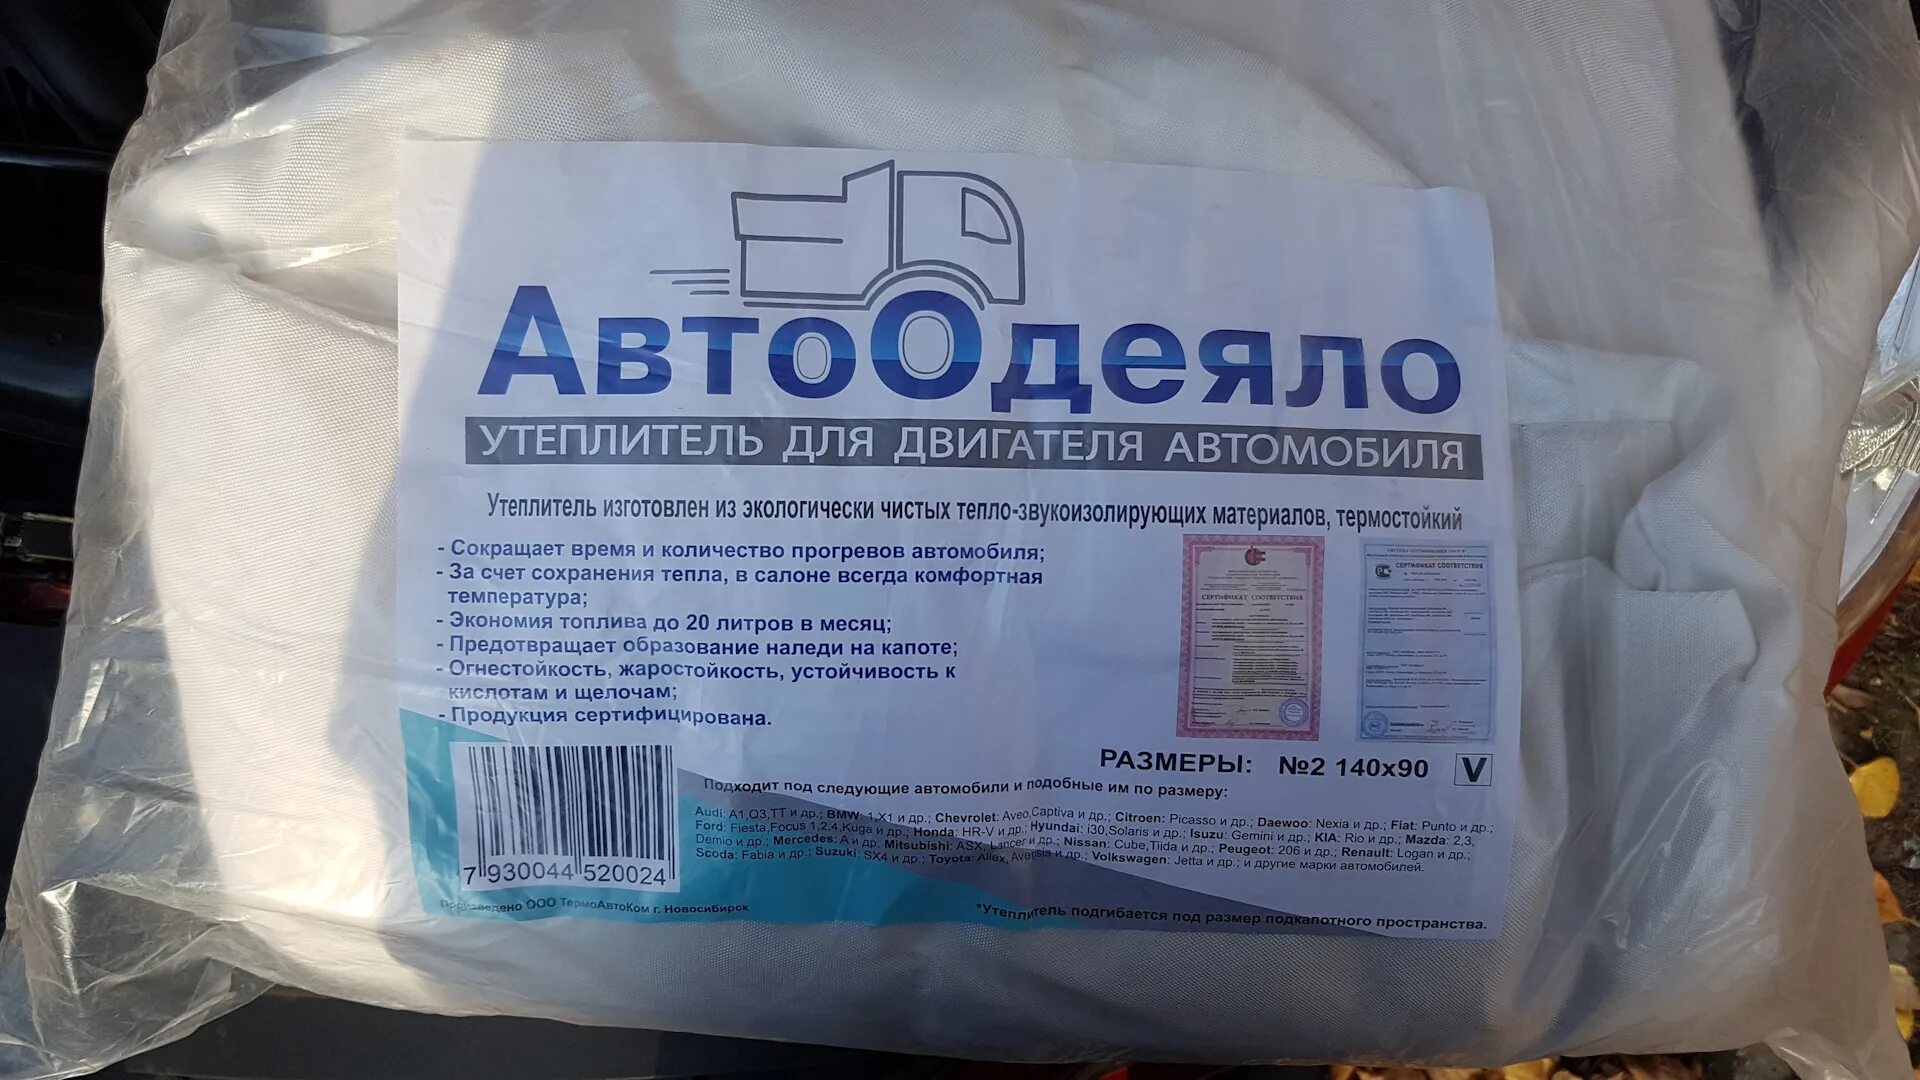 АвтоОдеяло
УТЕПЛИТЕЛЬ ДЛЯ ДВИГАТЕЛЯ АВТОМОБИЛЯ
Утеплитель изготовлен из экологически чистых тепло-звукоизолирующих материалов, термостойкий
- Сокращает время и количество прогревов автомобиля;
- За счет сохранения тепла, в салоне всегда комфортная
температура;
- Экономия топлива до 20 литров в месяц;
- Предотвращает образование наледи на капоте;
- Огнестойкость, жаростойкость, устойчивость к
кислотам и щелочам;
- Продукция сертифицирована.
СЕРТИФИКАТ СООТВЕТСТВИЯ
СЕРТИФИКАТ СООТВЕТСТВИЯ
РАЗМЕРЫ: №2 140х90 V
Подходит под следующие автомобили и подобные им по размеру:
Audi: A1,Q3,TT и др.; BMW: 1,X1 и др.; Chevrolet: Aveo,Captiva и др.; Citroen: Picasso и др.; Daewoo: Nexia и др.; Fiat: Punto и др.;
Ford: Fiesta,Focus 1,2,4,Kuga и др.; Honda: HR-V и др.; Hyundai: i30,Solaris и др.; Isuzu: Gemini и др.; KIA: Rio и др.; Mazda: 2,3,
Demio и др.; Mercedes: A и др. Mitsubishi: ASX, Lancer и др.; Nissan: Cube,Tiida и др.; Peugeot: 206 и др.; Renault: Logan и др.;
Scoda: Fabia и др.; Suzuki: SX4 и др.; Toyota: Allex, Avensis и др.; Volkswagen: Jetta и др.; и другие марки автомобилей.
7 930044 520024
Произведено ООО ТермоАвтоКом г. Новосибирск
*Утеплитель подгибается под размер подкапотного пространства.